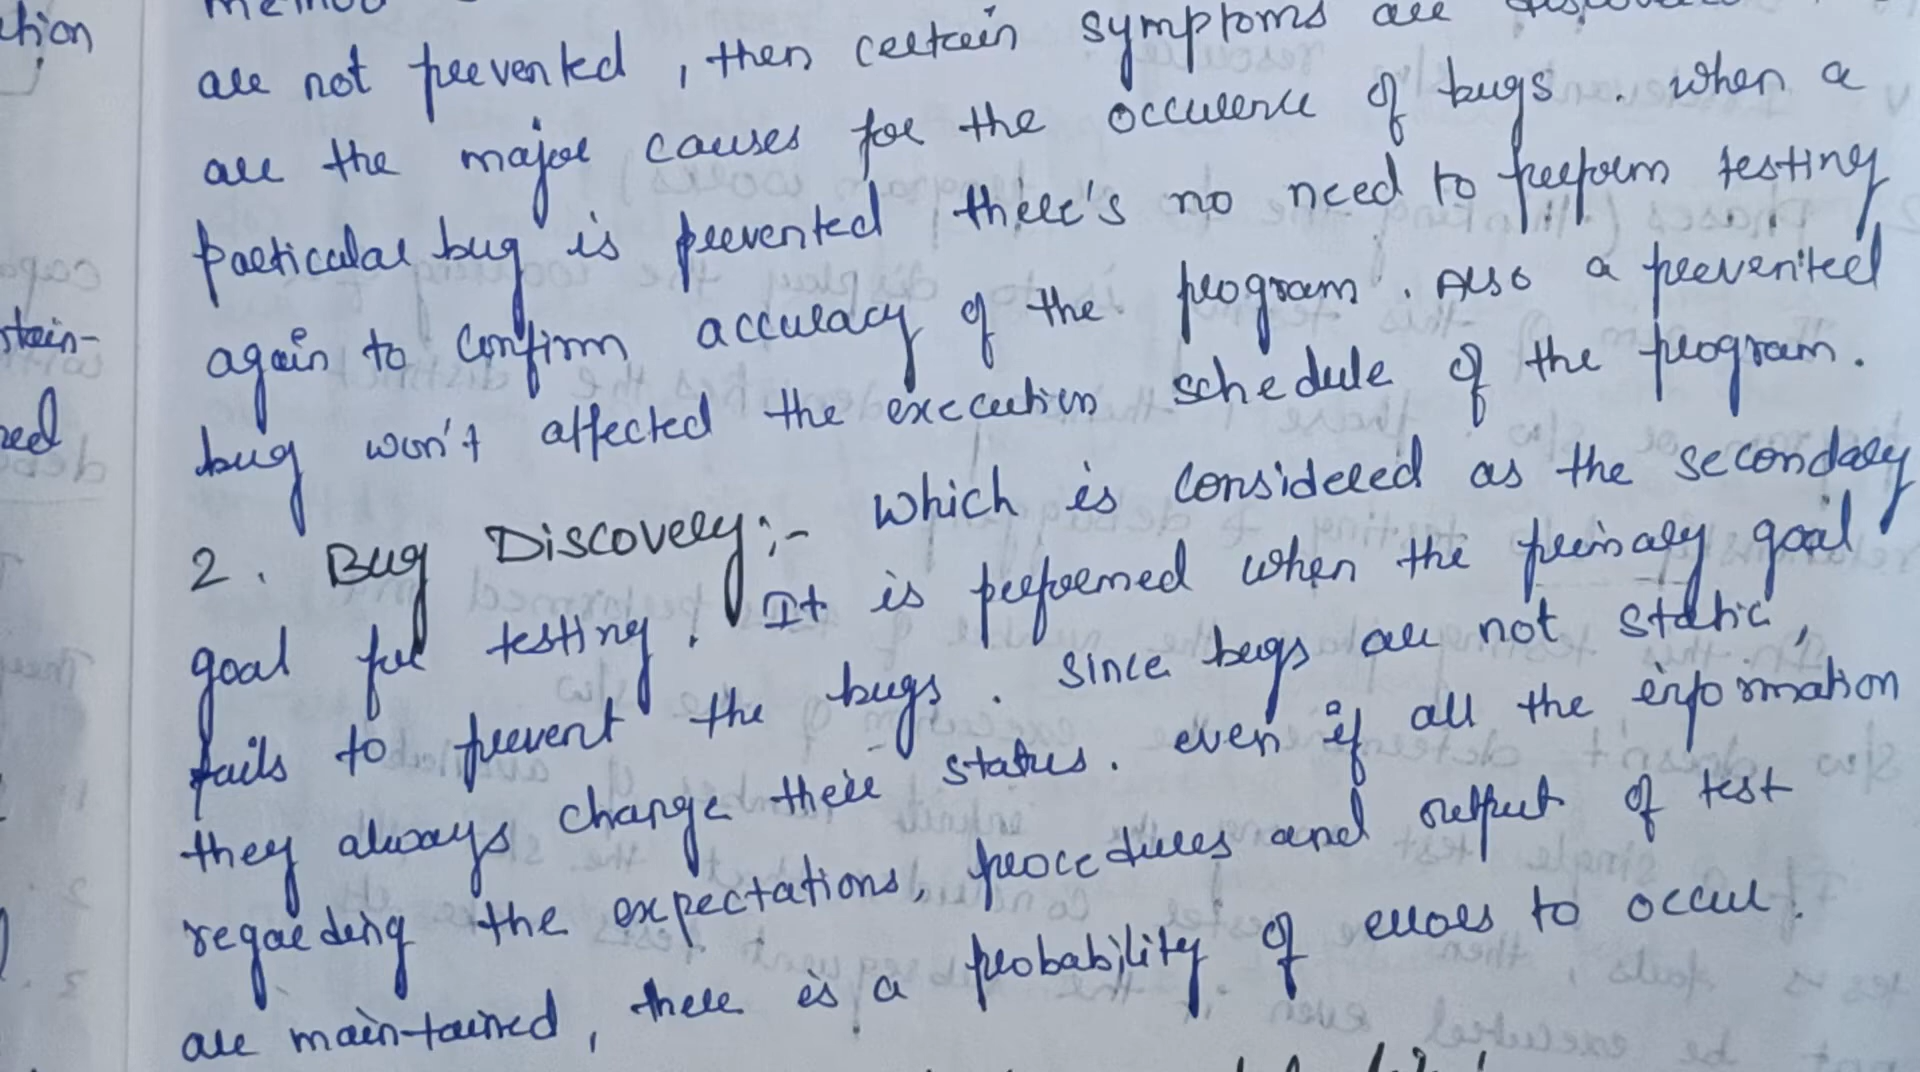 are not prevented, then certain symptoms are
are the major causes for the occurence of bugs. when a
particular bug is prevented there's no need to perform testing
again to confirm accuracy of the program. Also a prevented
bug won't affected the execution schedule of the program.
2. Bug Discovery:- which is considered as the secondary
goal for testing. It is performed when the primary goal
fails to prevent the bugs. Since bugs are not static,
they always change their status. even if all the information
regarding the expectations, procedures and output of test
are main-tained, there is a probability of errors to occur.